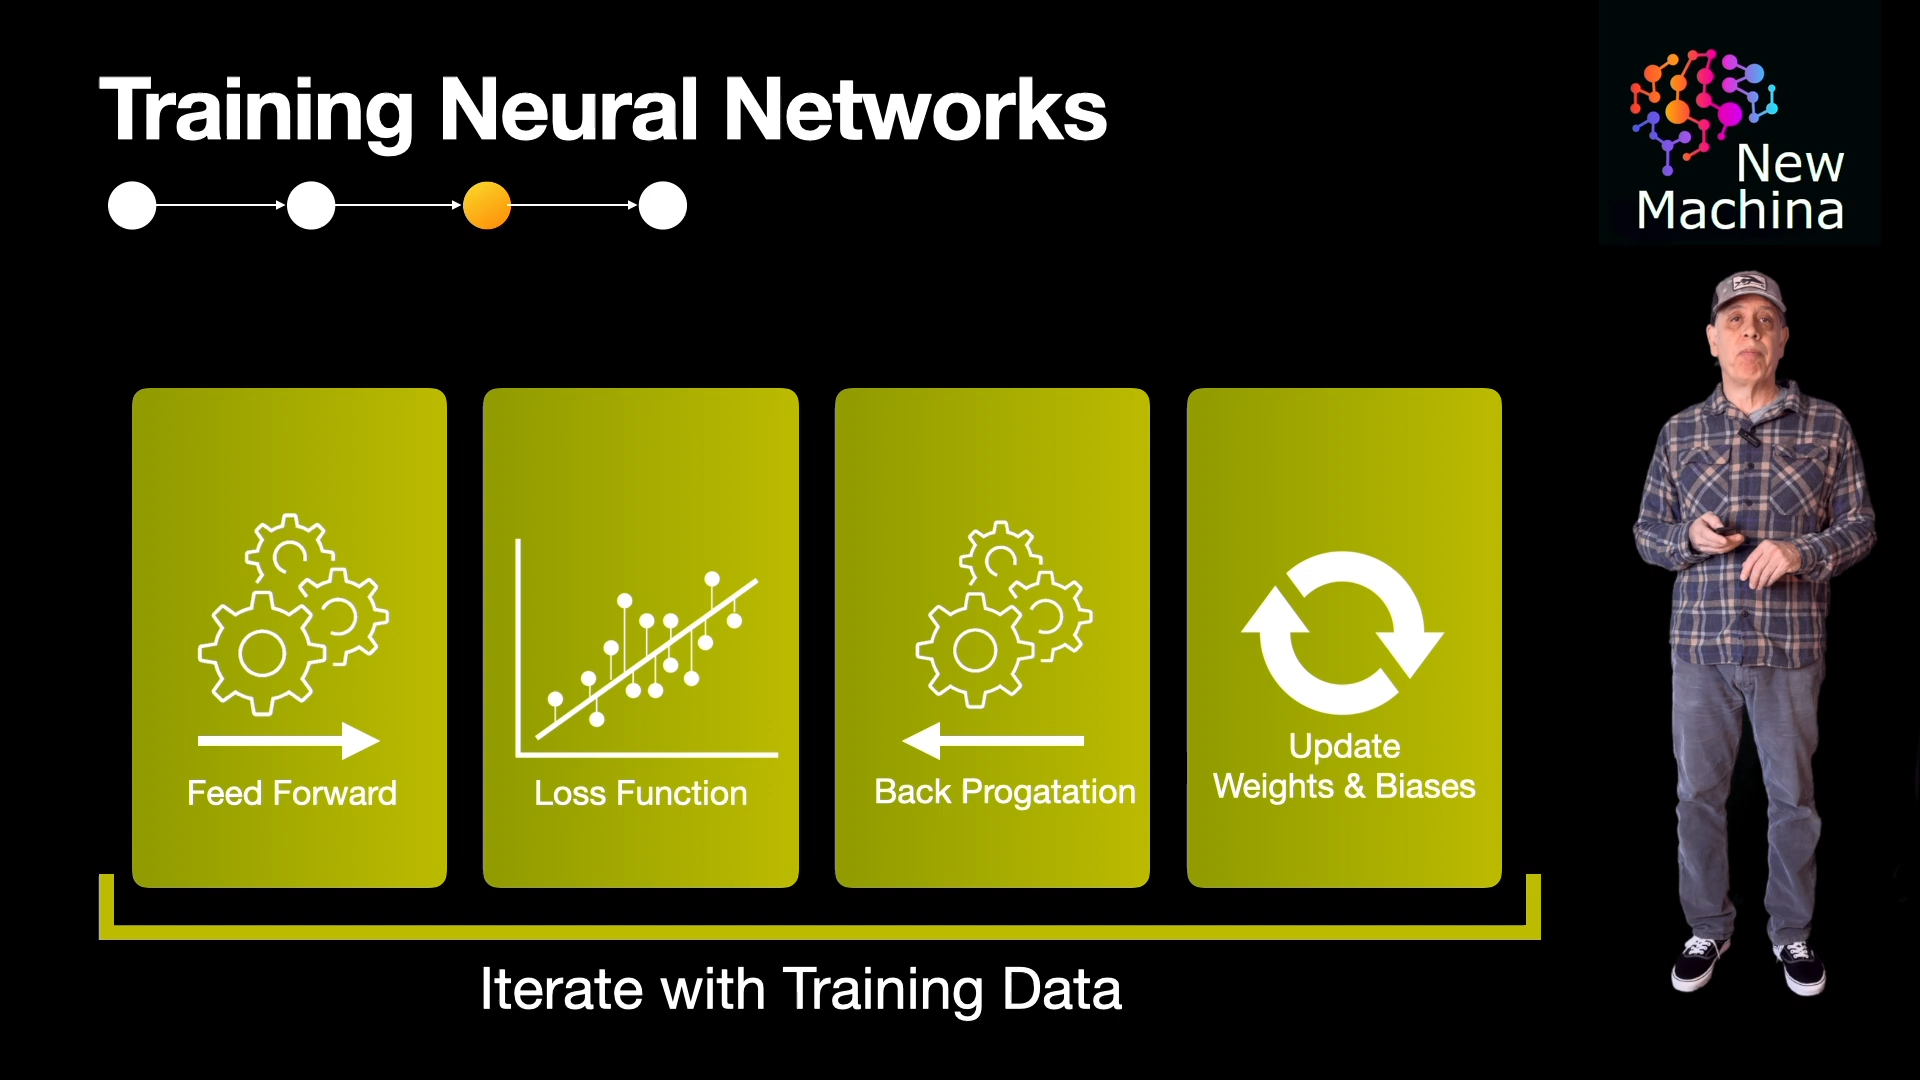 Training Neural Networks
New
Machina
Feed Forward
Loss Function
Back Progatation
Update
Weights & Biases
Iterate with Training Data